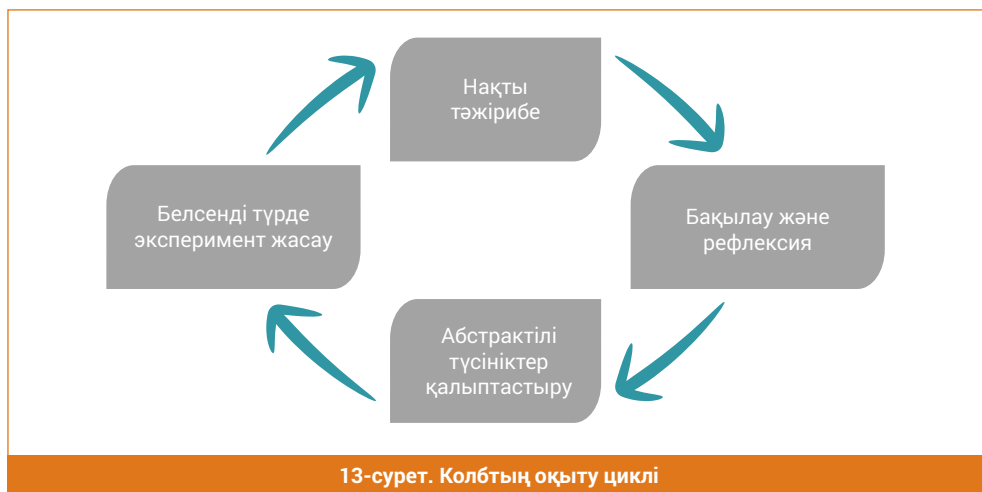 Нақты
тәжірибе
Бақылау және
рефлексия
Абстрактілі
түсініктер
қалыптастыру
Белсенді түрде
эксперимент жасау
13-сурет. Колбтың оқыту циклі